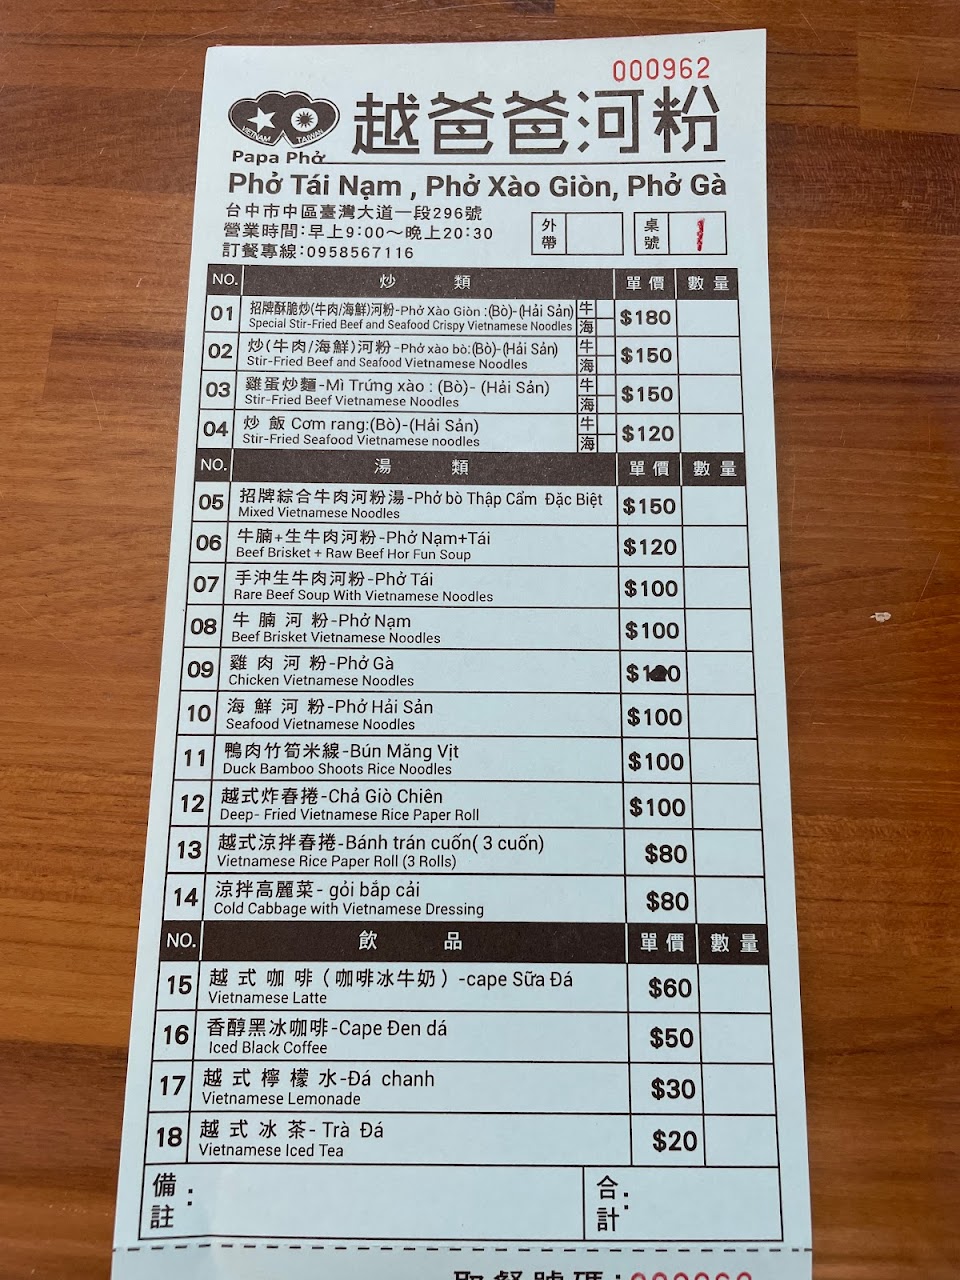 000962
VIETNAM TAIWAN
越爸爸河粉
Papa Phở
Phở Tái Nạm , Phở Xào Giòn, Phở Gà
台中市中區臺灣大道一段296號
營業時間:早上9:00～晚上20:30
訂餐專線:0958567116
外帶
桌號 1
NO. 炒 類 單價 數量
01 招牌酥脆炒(牛肉/海鮮)河粉-Phở Xào Giòn :(Bò)-(Hải Sản) 牛 海 $180
Special Stir-Fried Beef and Seafood Crispy Vietnamese Noodles
02 炒(牛肉/海鮮)河粉-Phở xào bò:(Bò)-(Hải Sản) 牛 海 $150
Stir-Fried Beef and Seafood Vietnamese Noodles
03 雞蛋炒麵-Mì Trứng xào : (Bò)- (Hải Sản) 牛 海 $150
Stir-Fried Beef Vietnamese Noodles
04 炒 飯 Cơm rang:(Bò)-(Hải Sản) 牛 海 $120
Stir-Fried Seafood Vietnamese noodles
NO. 湯 類 單價 數量
05 招牌綜合牛肉河粉湯-Phở bò Thập Cẩm Đặc Biệt $150
Mixed Vietnamese Noodles
06 牛腩+生牛肉河粉-Phở Nạm+Tái $120
Beef Brisket + Raw Beef Hor Fun Soup
07 手沖生牛肉河粉-Phở Tái $100
Rare Beef Soup With Vietnamese Noodles
08 牛 腩 河 粉-Phở Nạm $100
Beef Brisket Vietnamese Noodles
09 雞 肉 河 粉-Phở Gà $120
Chicken Vietnamese Noodles
10 海 鮮 河 粉-Phở Hải Sản $100
Seafood Vietnamese Noodles
11 鴨肉竹筍米線-Bún Măng Vịt $100
Duck Bamboo Shoots Rice Noodles
12 越式炸春捲-Chả Giò Chiên $100
Deep- Fried Vietnamese Rice Paper Roll
13 越式涼拌春捲-Bánh trán cuốn( 3 cuốn) $80
Vietnamese Rice Paper Roll (3 Rolls)
14 涼拌高麗菜- gỏi bắp cải $80
Cold Cabbage with Vietnamese Dressing
NO. 飲 品 單價 數量
15 越 式 咖 啡 ( 咖啡冰牛奶 ) -cape Sữa Đá $60
Vietnamese Latte
16 香醇黑冰咖啡-Cape Đen dá $50
Iced Black Coffee
17 越 式 檸 檬 水-Đá chanh $30
Vietnamese Lemonade
18 越 式 冰 茶- Trà Đá $20
Vietnamese Iced Tea
備註：
合計：
取餐號碼:000962